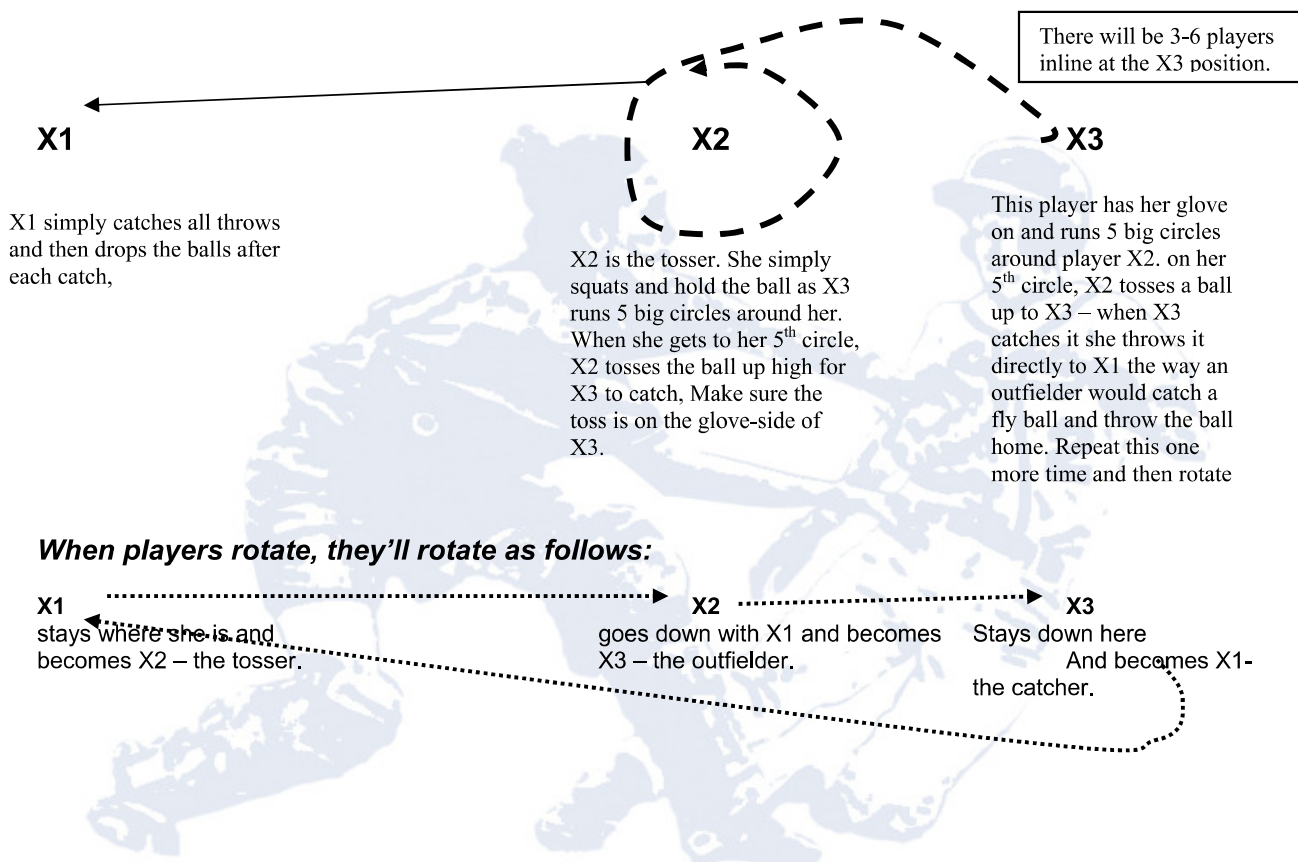 There will be 3-6 players
inline at the X3 position.
X1
X2
X3
X1 simply catches all throws
and then drops the balls after
each catch,
X2 is the tosser. She simply
squats and hold the ball as X3
runs 5 big circles around her.
When she gets to her 5th circle,
X2 tosses the ball up high for
X3 to catch, Make sure the
toss is on the glove-side of
X3.
This player has her glove
on and runs 5 big circles
around player X2. on her
5th circle, X2 tosses a ball
up to X3 – when X3
catches it she throws it
directly to X1 the way an
outfielder would catch a
fly ball and throw the ball
home. Repeat this one
more time and then rotate
When players rotate, they’ll rotate as follows:
X1
stays where she is and
becomes X2 – the tosser.
X2
goes down with X1 and becomes
X3 – the outfielder.
X3
Stays down here
And becomes X1-
the catcher.